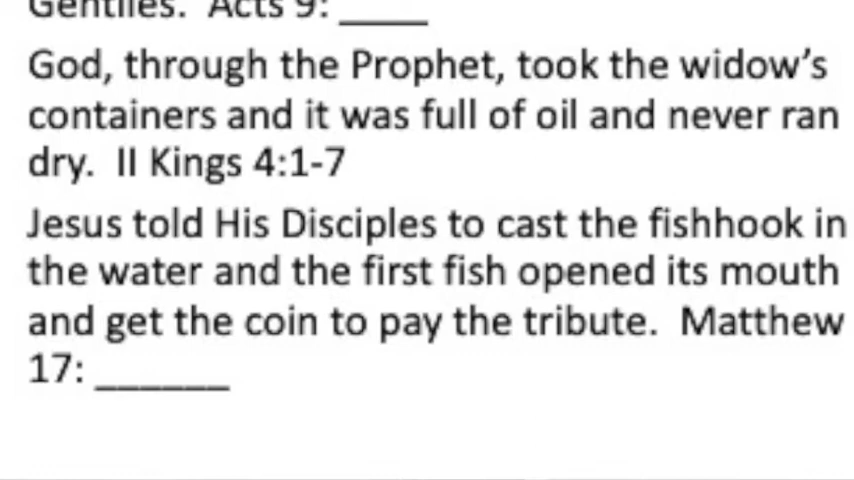 Gentiles.  Acts 9: _____
God, through the Prophet, took the widow's
containers and it was full of oil and never ran
dry.  II Kings 4:1-7
Jesus told His Disciples to cast the fishhook in
the water and the first fish opened its mouth
and get the coin to pay the tribute.  Matthew
17: _______